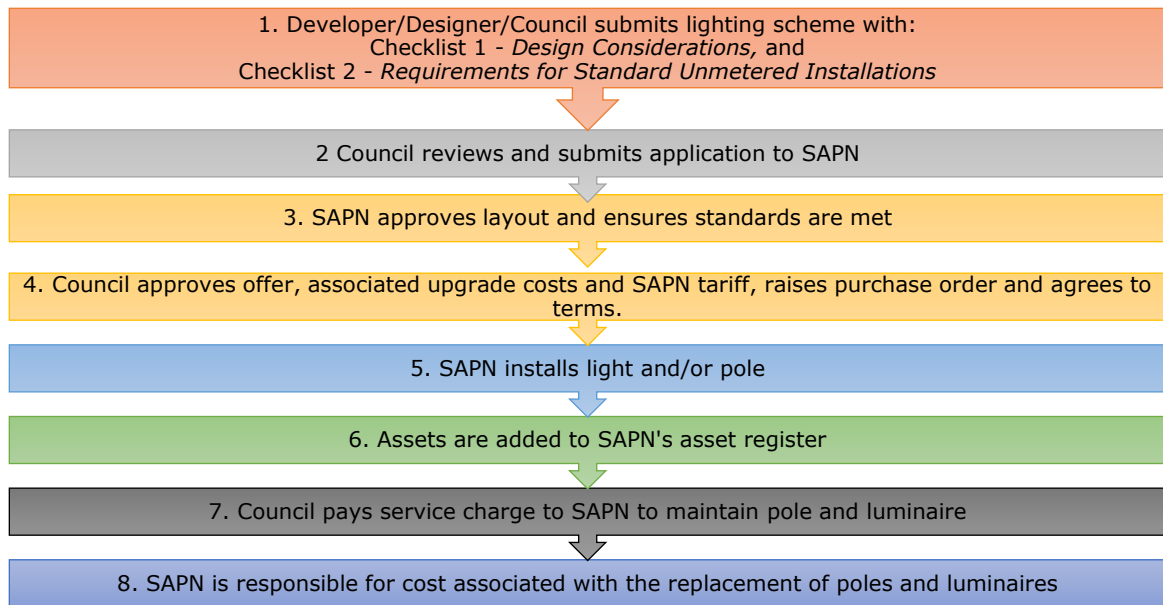 1. Developer/Designer/Council submits lighting scheme with:
Checklist 1 - Design Considerations, and
Checklist 2 - Requirements for Standard Unmetered Installations
2 Council reviews and submits application to SAPN
3. SAPN approves layout and ensures standards are met
4. Council approves offer, associated upgrade costs and SAPN tariff, raises purchase order and agrees to
terms.
5. SAPN installs light and/or pole
6. Assets are added to SAPN's asset register
7. Council pays service charge to SAPN to maintain pole and luminaire
8. SAPN is responsible for cost associated with the replacement of poles and luminaires